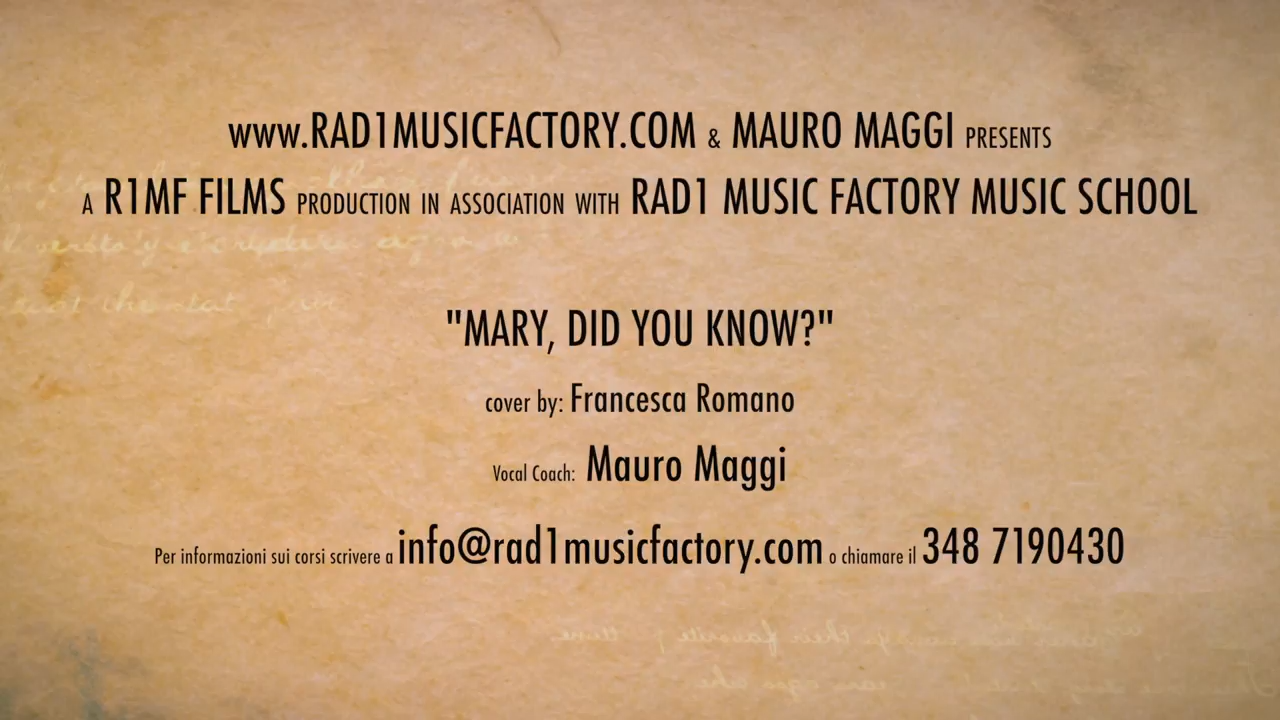 www.RAD1MUSICFACTORY.COM & MAURO MAGGI PRESENTS
A R1MF FILMS PRODUCTION IN ASSOCIATION WITH RAD1 MUSIC FACTORY MUSIC SCHOOL
"MARY, DID YOU KNOW?"
cover by: Francesca Romano
Vocal Coach: Mauro Maggi
Per informazioni sui corsi scrivere a info@rad1musicfactory.com o chiamare il 348 7190430